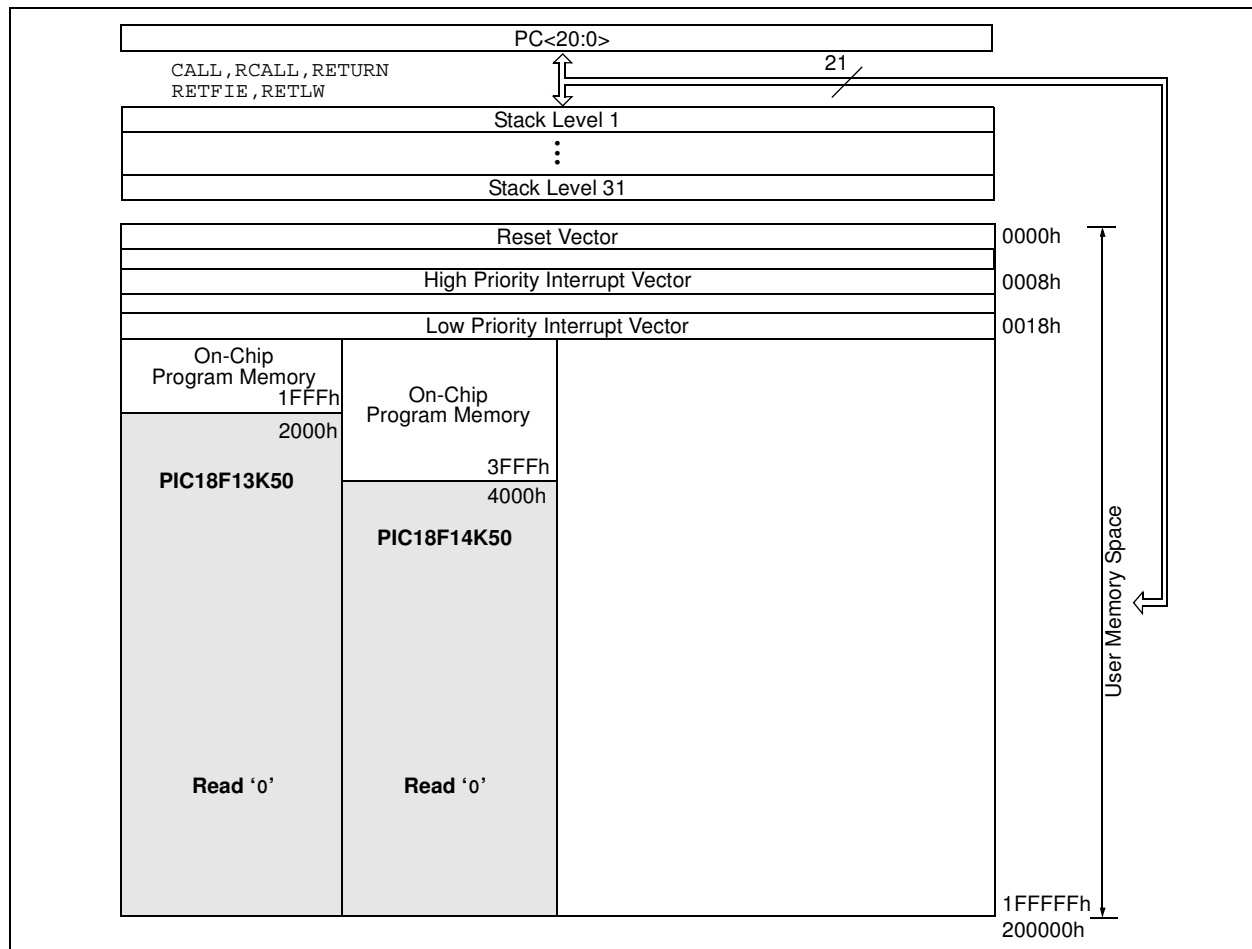 PC<20:0>
CALL,RCALL,RETURN
RETFIE,RETLW
21
Stack Level 1
Stack Level 31
Reset Vector
0000h
High Priority Interrupt Vector
0008h
Low Priority Interrupt Vector
0018h
On-Chip
Program Memory
1FFFh
2000h
PIC18F13K50
Read ‘0’
On-Chip
Program Memory
3FFFh
4000h
PIC18F14K50
Read ‘0’
User Memory Space
1FFFFFh
200000h